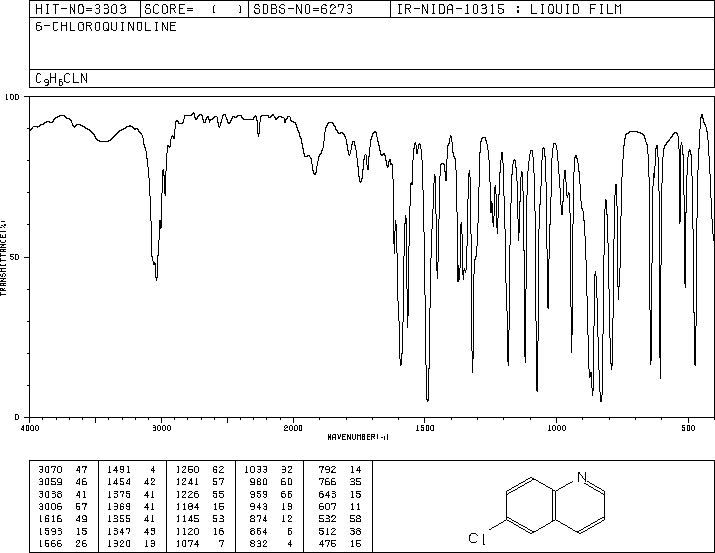 HIT-NO=3303 SCORE= ( ) SDBS-NO=6273 IR-NIDA-10315 : LIQUID FILM
6-CHLOROQUINOLINE
C9H6CLN
100
TRANSMITTANCE(%)
50
0
4000 3000 2000 1500 1000 500
WAVENUMBER(-1)
3070 47 1491 4 1250 62 1033 32 792 14
3059 46 1454 42 1241 57 980 60 766 35
3038 41 1375 41 1226 55 959 66 643 15
3006 67 1369 41 1184 15 943 19 607 11
1616 49 1355 41 1145 53 874 12 532 58
1593 15 1347 49 1120 16 864 6 512 38
1566 26 1320 13 1074 7 832 4 475 15
N
Cl